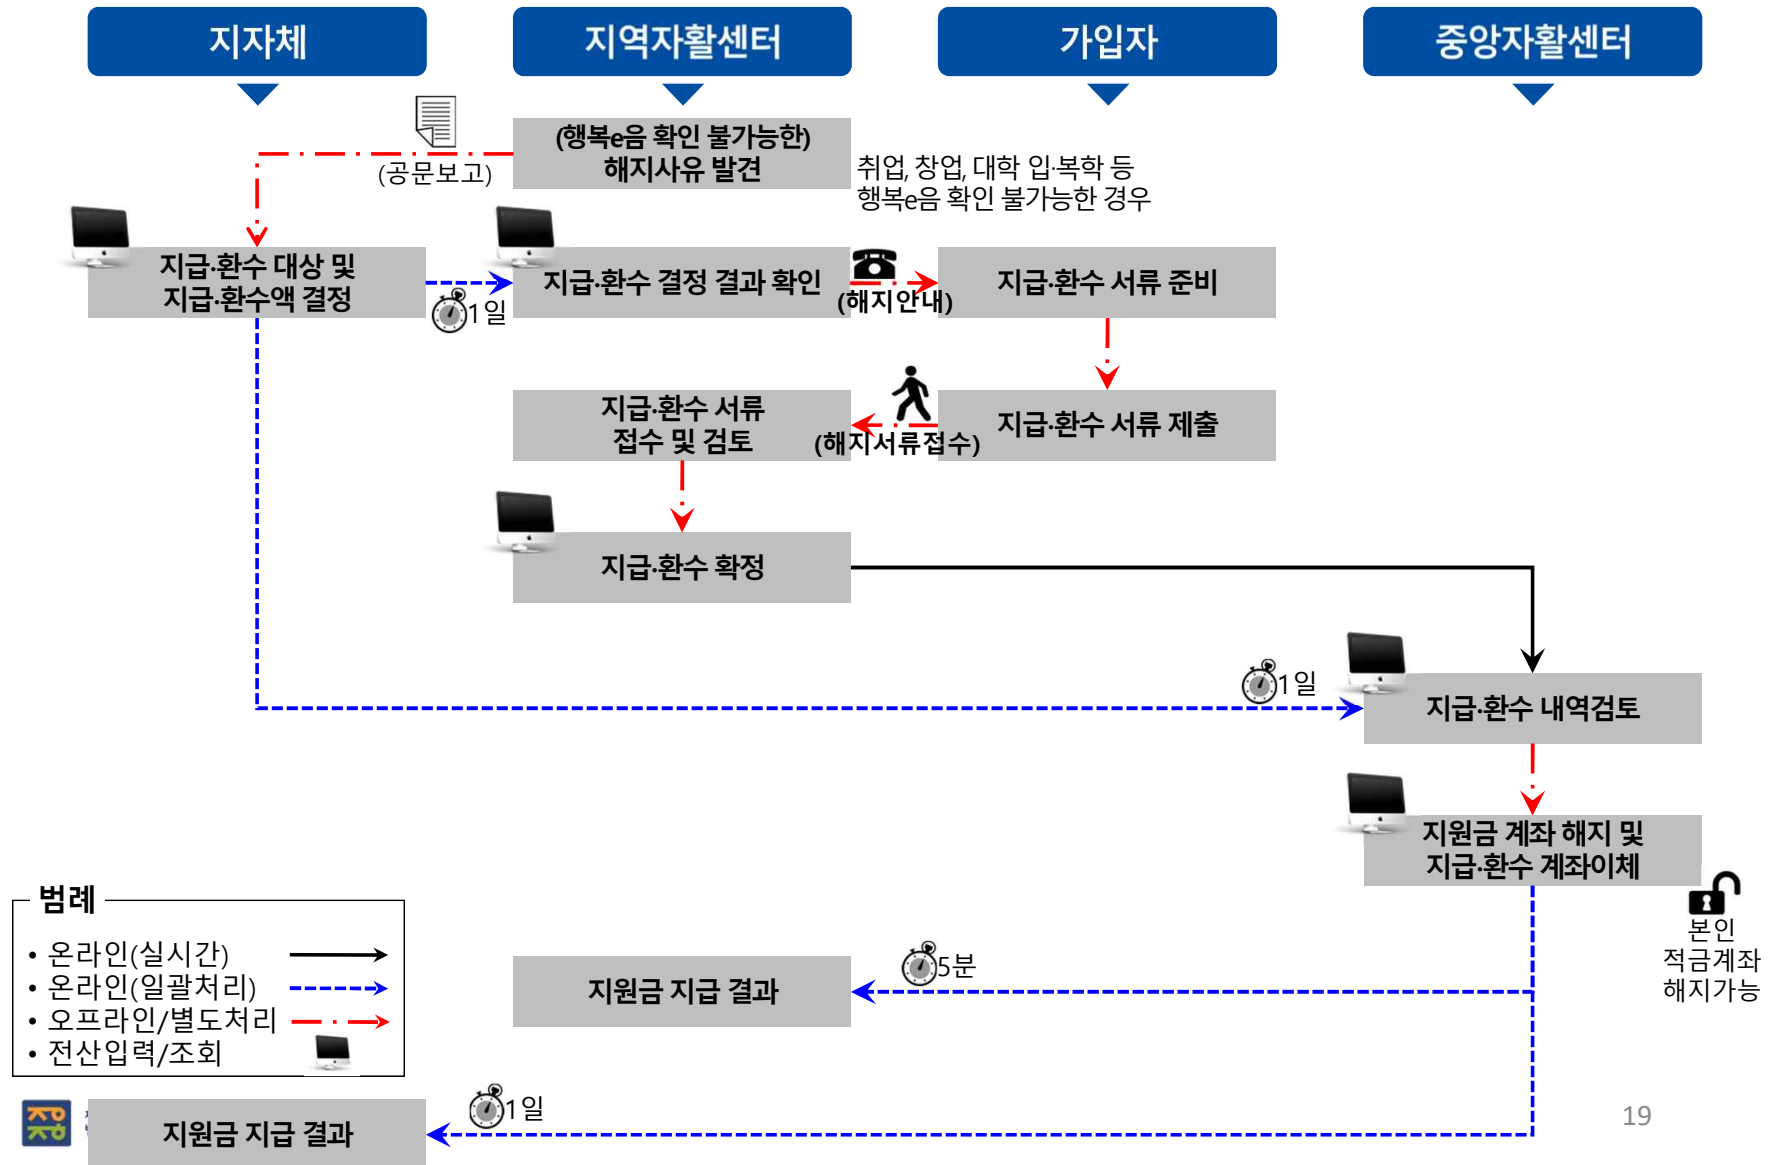 지자체
지역자활센터
가입자
중앙자활센터
(행복e음 확인 불가능한)
해지사유 발견
(공문보고)
취업, 창업, 대학 입·복학 등
행복e음 확인 불가능한 경우
지급·환수 대상 및
지급·환수액 결정
1일
지급·환수 결정 결과 확인
(해지안내)
지급·환수 서류 준비
지급·환수 서류
접수 및 검토
(해지서류접수)
지급·환수 서류 제출
지급·환수 확정
1일
지급·환수 내역검토
지원금 계좌 해지 및
지급·환수 계좌이체
본인
적금계좌
해지가능
범례
• 온라인(실시간)
• 온라인(일괄처리)
• 오프라인/별도처리
• 전산입력/조회
5분
지원금 지급 결과
1일
지원금 지급 결과
19